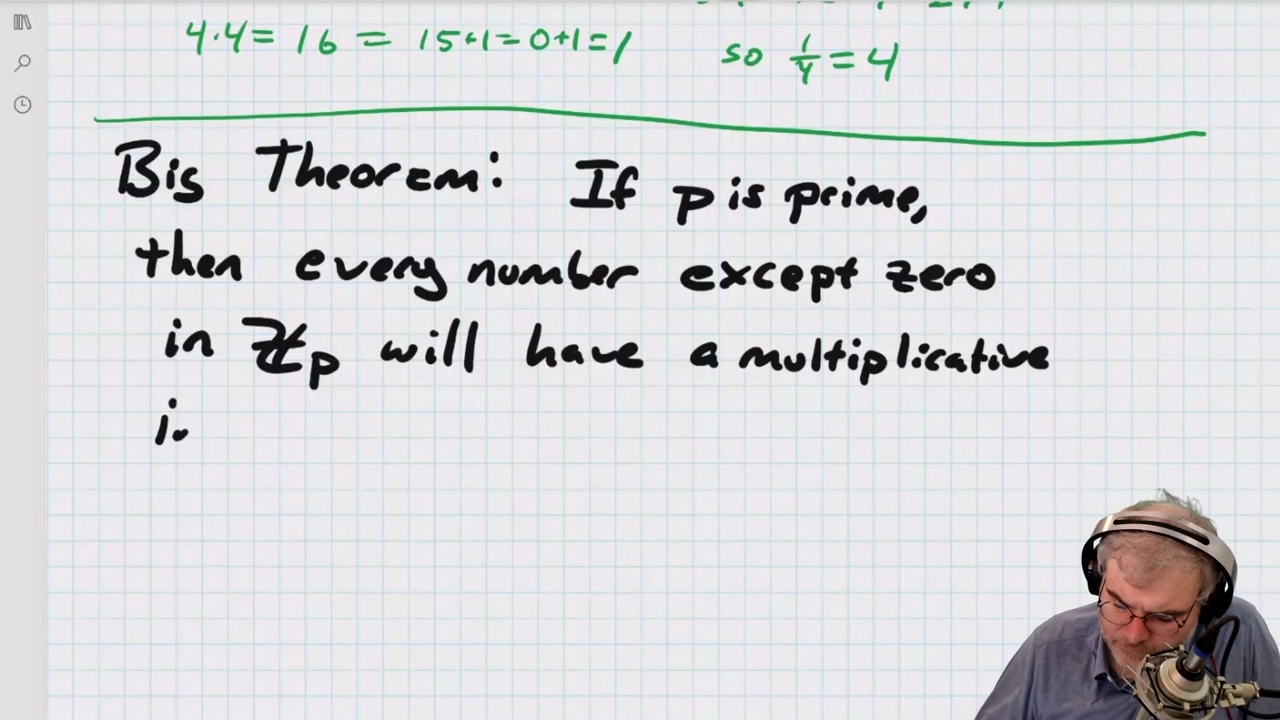 4·4 = 16 = 15+1=0+1=1
so 1/4 = 4
Big Theorem: If p is prime,
then every number except zero
in ℤp will have a multiplicative
i